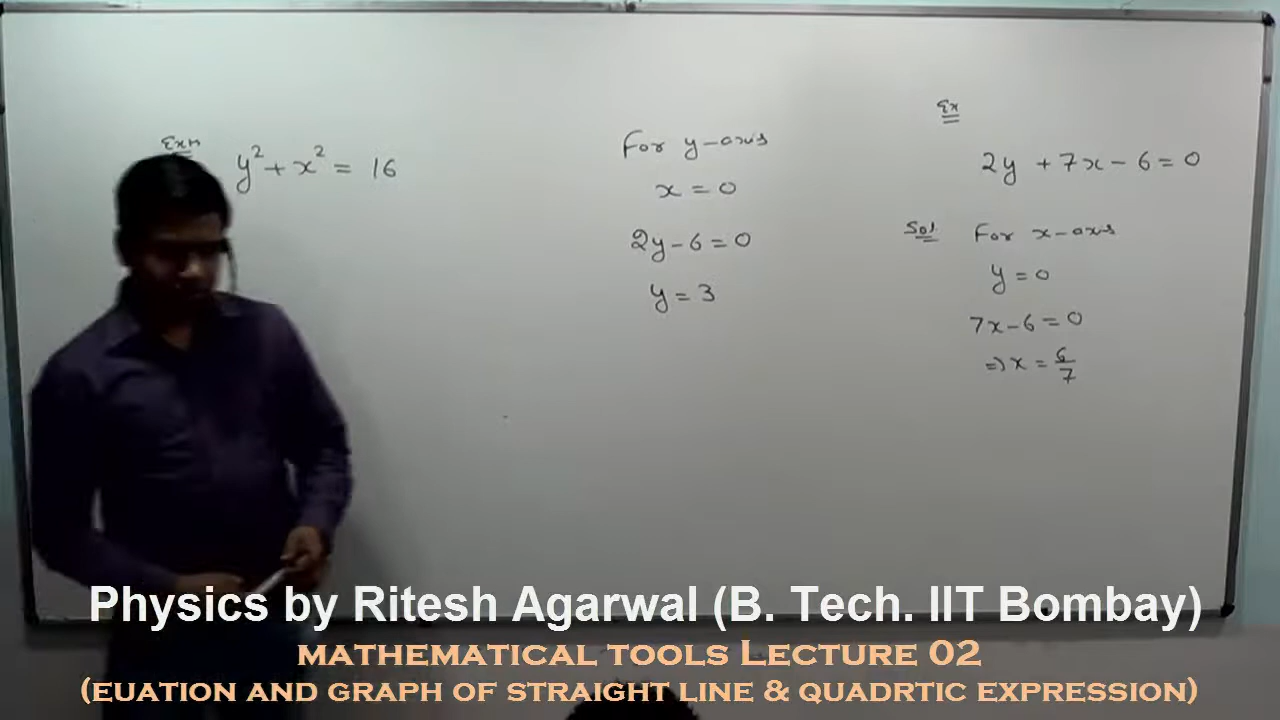 Exn
y² + x² = 16
For y-axis
x = 0
2y - 6 = 0
y = 3
Ex
2y + 7x - 6 = 0
Sol. For x-axis
y = 0
7x - 6 = 0
=> x = 6/7
Physics by Ritesh Agarwal (B. Tech. IIT Bombay)
MATHEMATICAL TOOLS LECTURE 02
(EUATION AND GRAPH OF STRAIGHT LINE & QUADRTIC EXPRESSION)